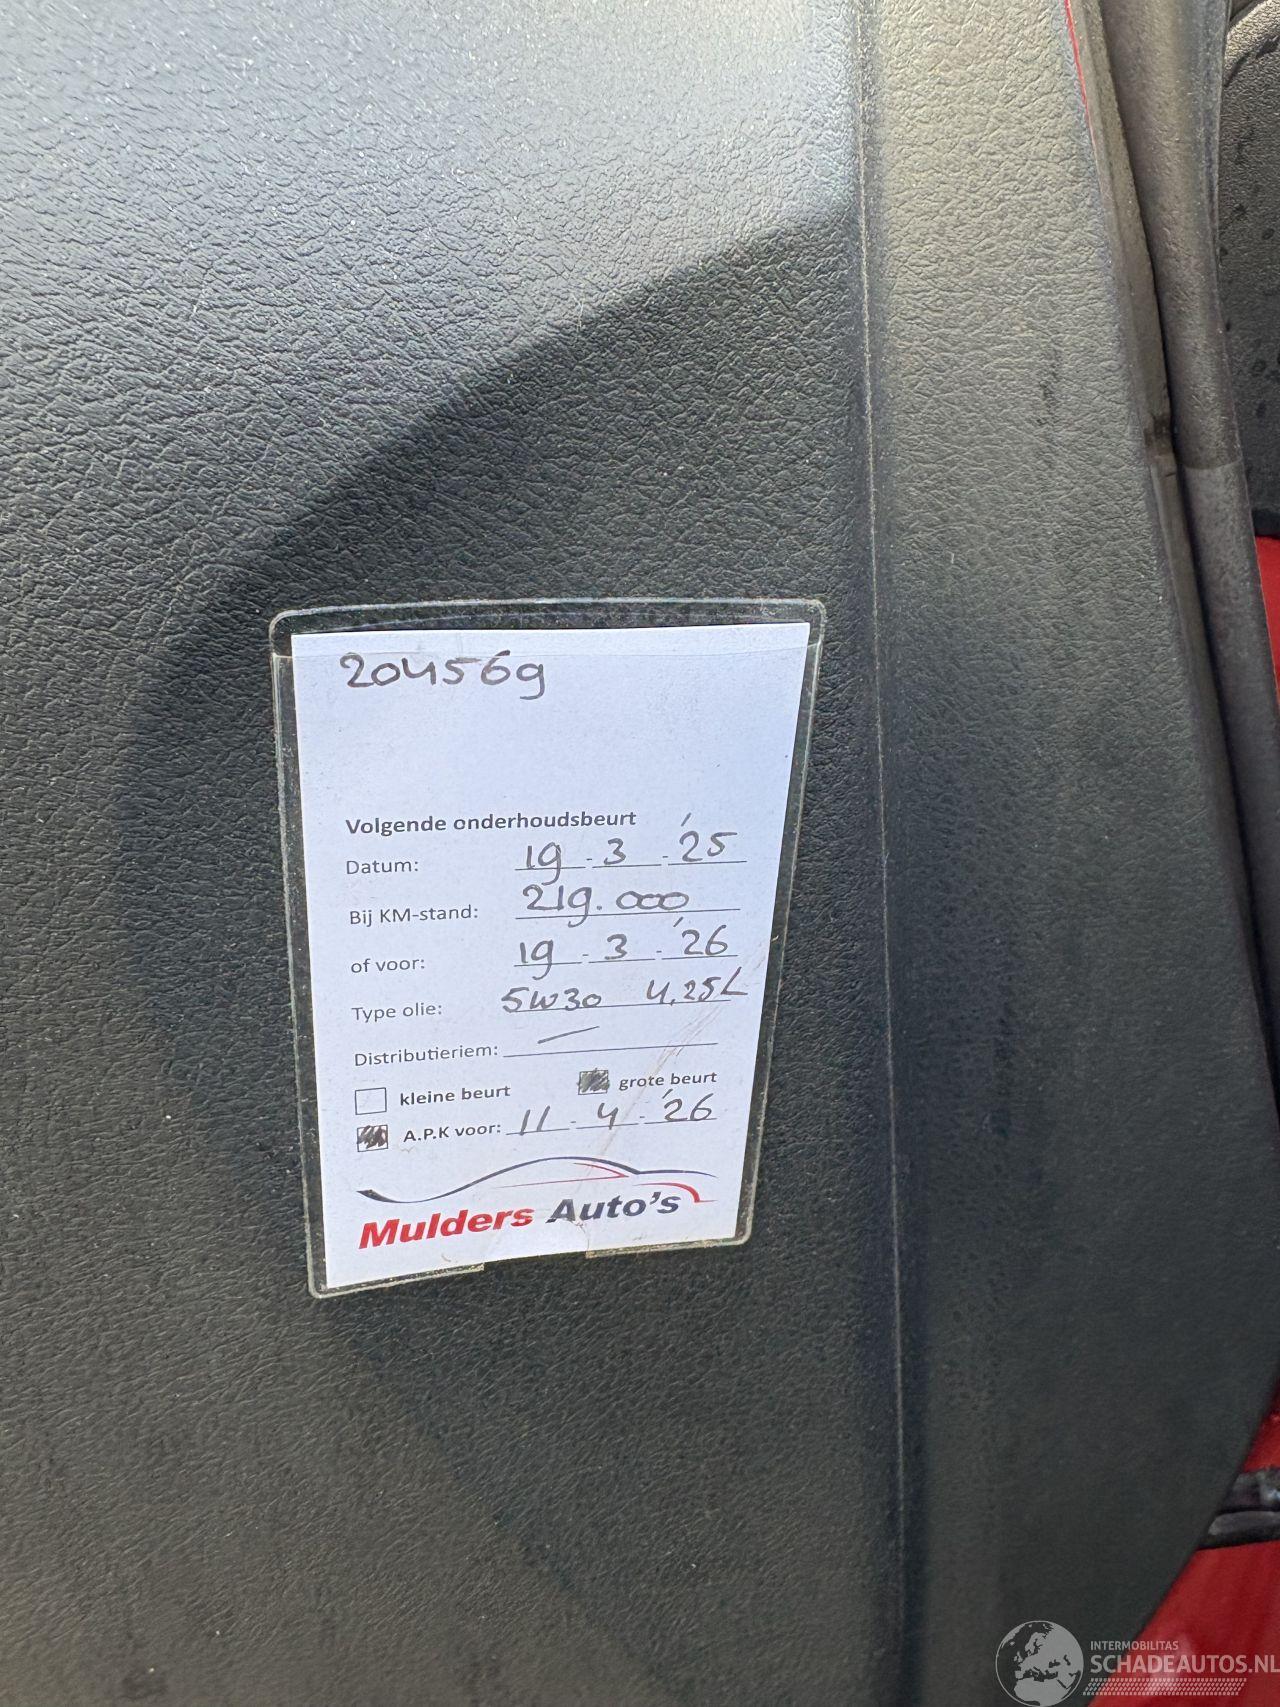 204569
Volgende onderhoudsbeurt
Datum: 19 - 3 - '25
Bij KM-stand: 219.000
of voor: 19 - 3 - '26
Type olie: 5W30 4,25L
Distributieriem: —
kleine beurt grote beurt
A.P.K voor: 11 - 4 - '26
Mulders Auto's
INTERMOBILITAS
SCHADEAUTOS.NL